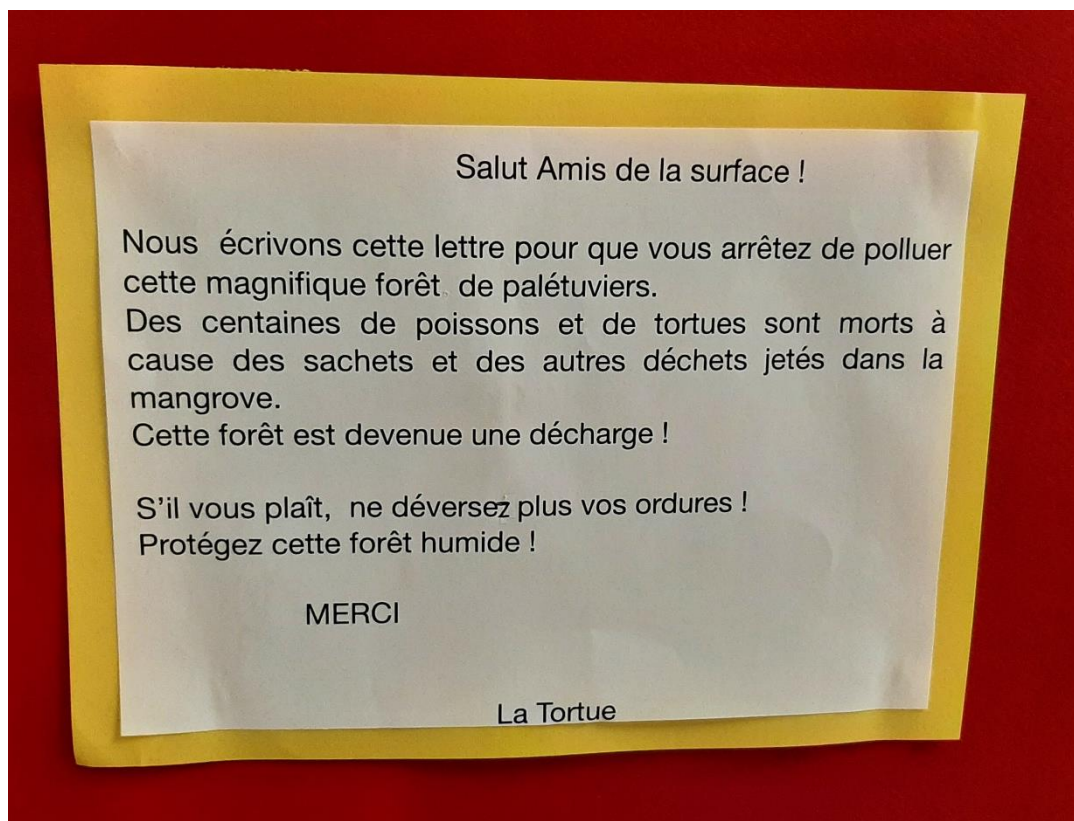 Salut Amis de la surface !
Nous écrivons cette lettre pour que vous arrêtez de polluer
cette magnifique forêt de palétuviers.
Des centaines de poissons et de tortues sont morts à
cause des sachets et des autres déchets jetés dans la
mangrove.
Cette forêt est devenue une décharge !
S'il vous plaît, ne déversez plus vos ordures !
Protégez cette forêt humide !
MERCI
La Tortue